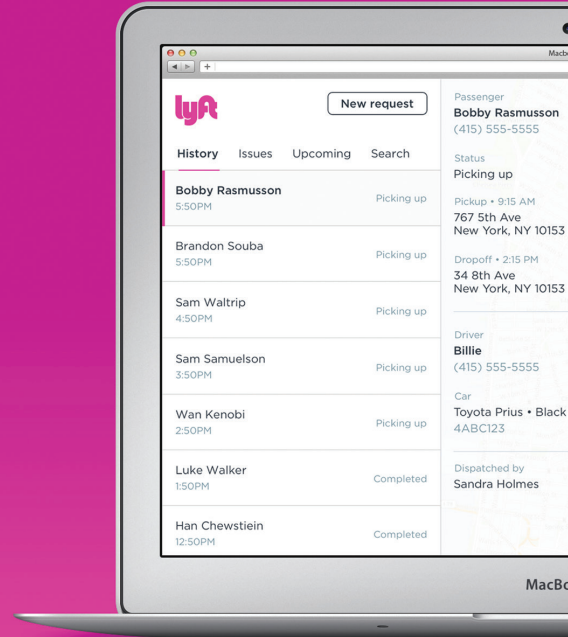 Macb
lyft
New request
History Issues Upcoming Search
Bobby Rasmusson
5:50PM
Picking up
Brandon Souba
5:50PM
Picking up
Sam Waltrip
4:50PM
Picking up
Sam Samuelson
3:50PM
Picking up
Wan Kenobi
2:50PM
Picking up
Luke Walker
1:50PM
Completed
Han Chewstiein
12:50PM
Completed
Passenger
Bobby Rasmusson
(415) 555-5555
Status
Picking up
Pickup • 9:15 AM
767 5th Ave
New York, NY 10153
Dropoff • 2:15 PM
34 8th Ave
New York, NY 10153
Driver
Billie
(415) 555-5555
Car
Toyota Prius • Black
4ABC123
Dispatched by
Sandra Holmes
MacBo